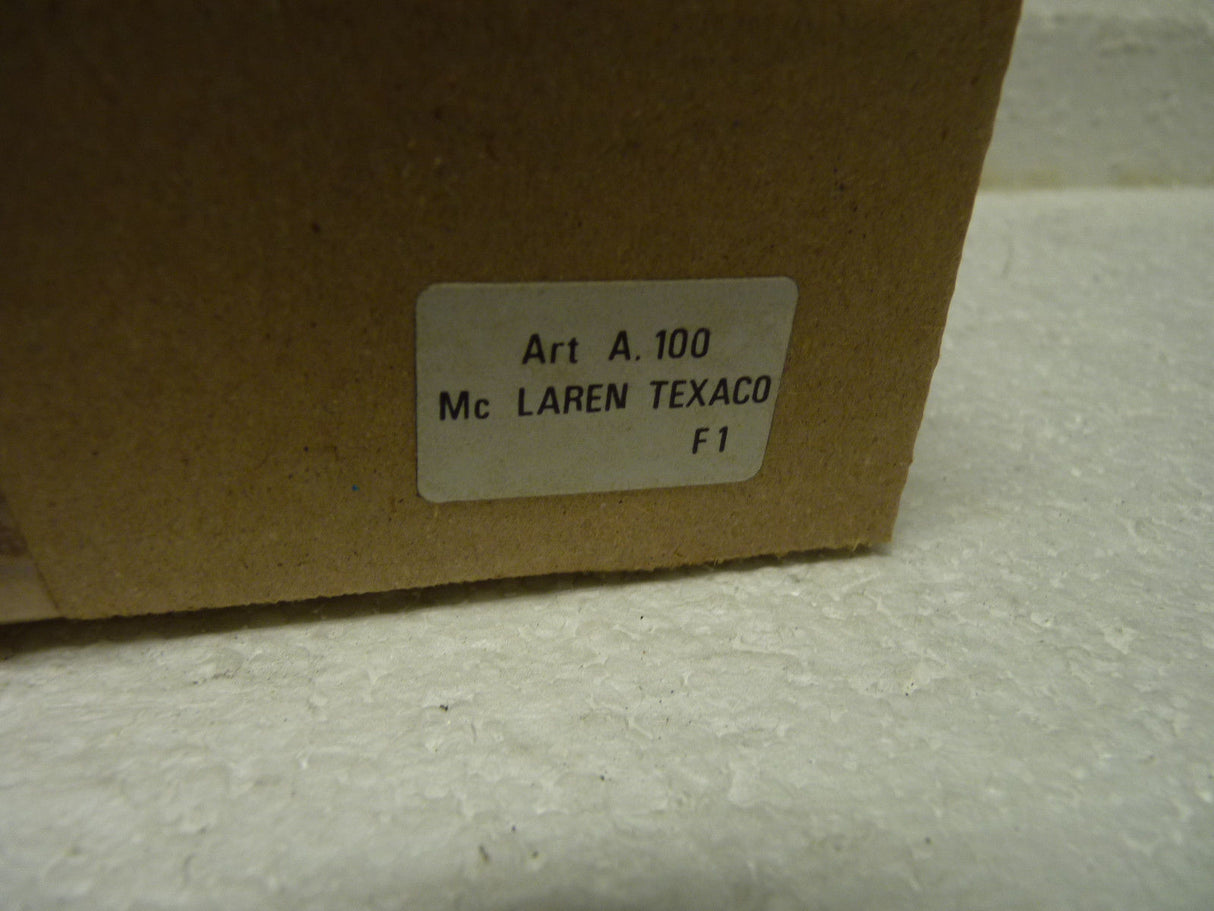 Art A. 100
Mc LAREN TEXACO
F1